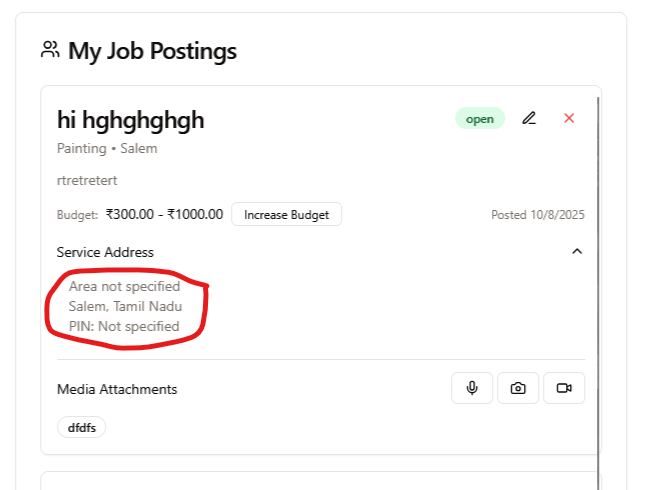 My Job Postings
hi hghghghgh
open
Painting • Salem
rtretretert
Budget: ₹300.00 - ₹1000.00 Increase Budget Posted 10/8/2025
Service Address
Area not specified
Salem, Tamil Nadu
PIN: Not specified
Media Attachments
dfdfs